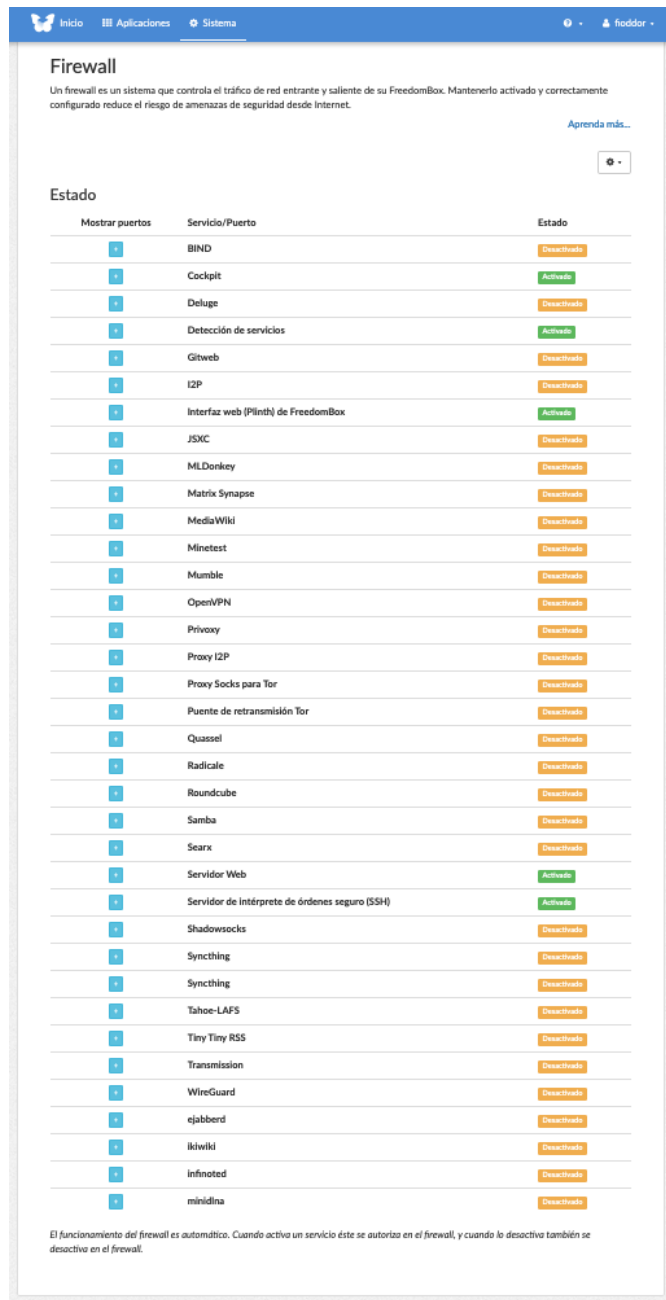 Inicio Aplicaciones Sistema fioddor
Firewall
Un firewall es un sistema que controla el tráfico de red entrante y saliente de su FreedomBox. Mantenerlo activado y correctamente
configurado reduce el riesgo de amenazas de seguridad desde Internet.
Aprenda más...
Estado
Mostrar puertos Servicio/Puerto Estado
+ BIND Desactivado
+ Cockpit Activado
+ Deluge Desactivado
+ Detección de servicios Activado
+ Gitweb Desactivado
+ I2P Desactivado
+ Interfaz web (Plinth) de FreedomBox Activado
+ JSXC Desactivado
+ MLDonkey Desactivado
+ Matrix Synapse Desactivado
+ MediaWiki Desactivado
+ Minetest Desactivado
+ Mumble Desactivado
+ OpenVPN Desactivado
+ Privoxy Desactivado
+ Proxy I2P Desactivado
+ Proxy Socks para Tor Desactivado
+ Puente de retransmisión Tor Desactivado
+ Quassel Desactivado
+ Radicale Desactivado
+ Roundcube Desactivado
+ Samba Desactivado
+ Searx Desactivado
+ Servidor Web Activado
+ Servidor de intérprete de órdenes seguro (SSH) Activado
+ Shadowsocks Desactivado
+ Syncthing Desactivado
+ Syncthing Desactivado
+ Tahoe-LAFS Desactivado
+ Tiny Tiny RSS Desactivado
+ Transmission Desactivado
+ WireGuard Desactivado
+ ejabberd Desactivado
+ ikiwiki Desactivado
+ infinoted Desactivado
+ minidlna Desactivado
El funcionamiento del firewall es automático. Cuando activa un servicio éste se autoriza en el firewall, y cuando lo desactiva también se
desactiva en el firewall.